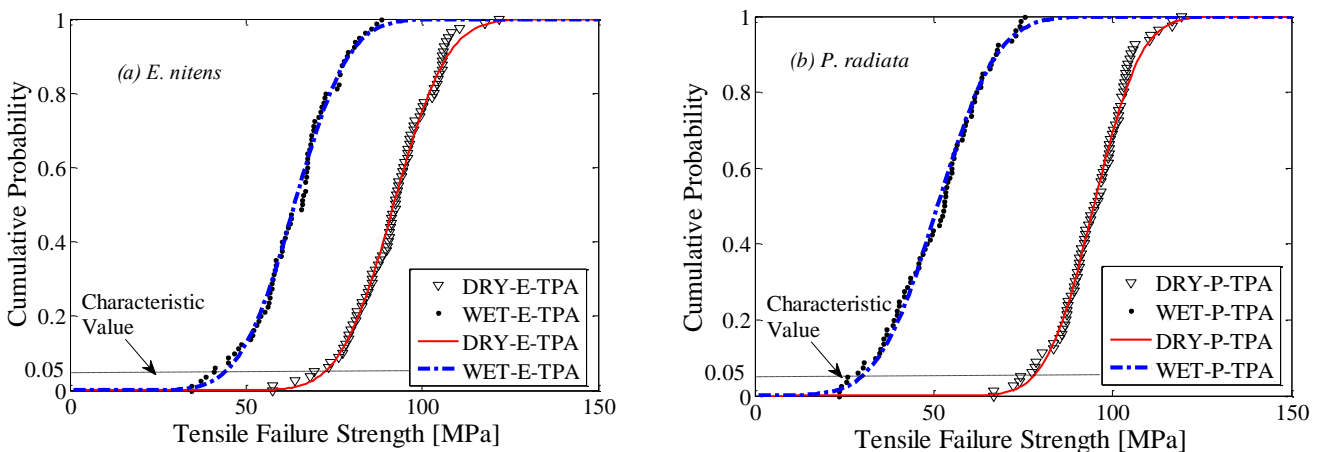 1
0.8
0.6
0.4
0.2
0.05
0
Cumulative Probability
(a) E. nitens
Characteristic
Value
DRY-E-TPA
WET-E-TPA
DRY-E-TPA
WET-E-TPA
0 50 100 150
Tensile Failure Strength [MPa]
1
0.8
0.6
0.4
0.2
0.05
0
Cumulative Probability
(b) P. radiata
Characteristic
Value
DRY-P-TPA
WET-P-TPA
DRY-P-TPA
WET-P-TPA
0 50 100 150
Tensile Failure Strength [MPa]